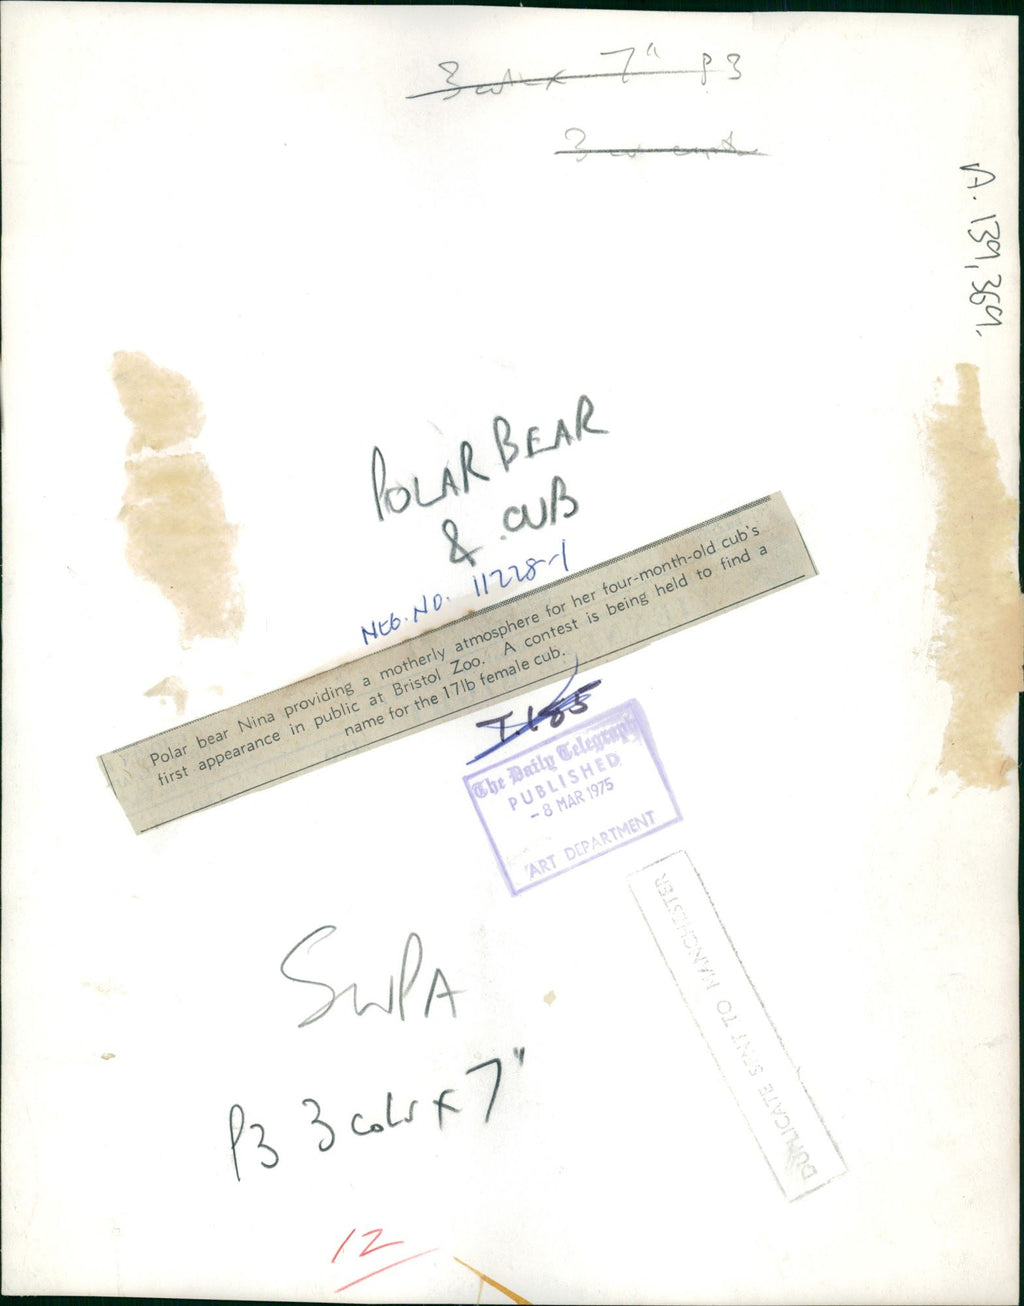 3 cols x 7" P3
A. 139,369.
POLAR BEAR
& CUB
NEG. NO. 11228-1
Polar bear Nina providing a motherly atmosphere for her four-month-old cub's
first appearance in public at Bristol Zoo. A contest is being held to find a
name for the 17lb female cub.
T.185
The Daily Telegraph
PUBLISHED
-8 MAR 1975
ART DEPARTMENT
DUPLICATE SENT TO MANCHESTER
SWPA
P3 3 cols x 7"
12